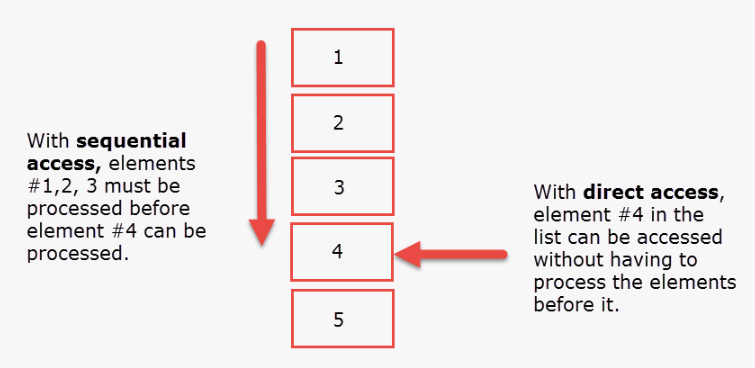 With sequential
access, elements
#1,2, 3 must be
processed before
element #4 can be
processed.
1
2
3
4
5
With direct access,
element #4 in the
list can be accessed
without having to
process the elements
before it.